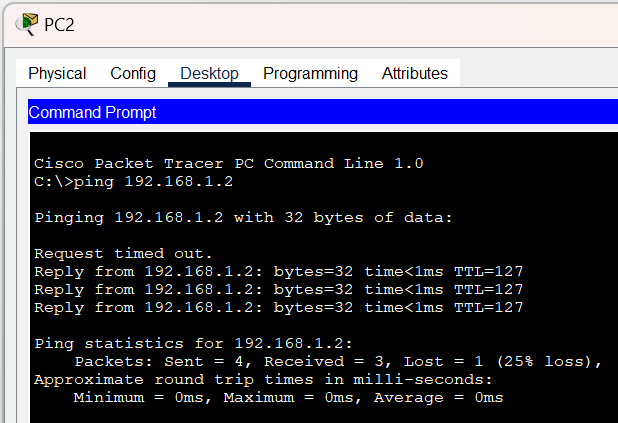 PC2
Physical Config Desktop Programming Attributes
Command Prompt
Cisco Packet Tracer PC Command Line 1.0
C:\>ping 192.168.1.2
Pinging 192.168.1.2 with 32 bytes of data:
Request timed out.
Reply from 192.168.1.2: bytes=32 time<1ms TTL=127
Reply from 192.168.1.2: bytes=32 time<1ms TTL=127
Reply from 192.168.1.2: bytes=32 time<1ms TTL=127
Ping statistics for 192.168.1.2:
Packets: Sent = 4, Received = 3, Lost = 1 (25% loss),
Approximate round trip times in milli-seconds:
Minimum = 0ms, Maximum = 0ms, Average = 0ms